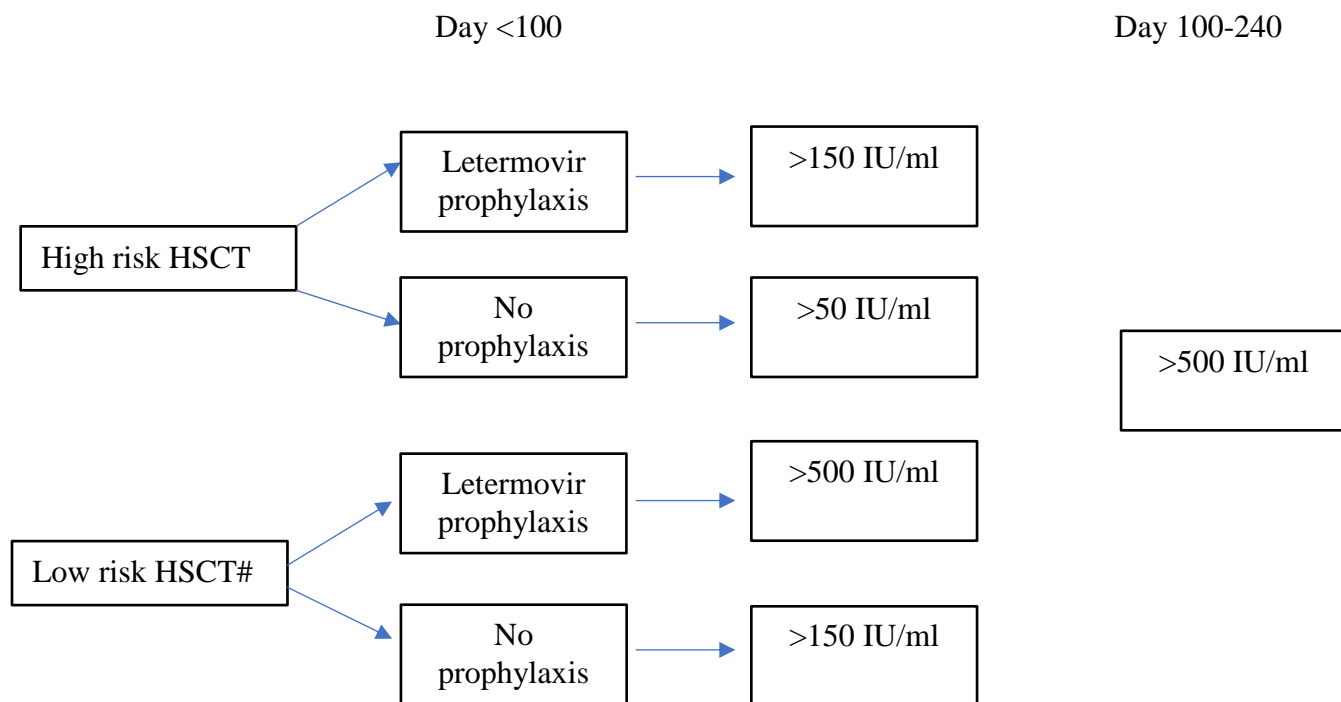 Day <100
Day 100-240
Letermovir
prophylaxis
>150 IU/ml
High risk HSCT
No
prophylaxis
>50 IU/ml
>500 IU/ml
Letermovir
prophylaxis
>500 IU/ml
Low risk HSCT#
No
prophylaxis
>150 IU/ml